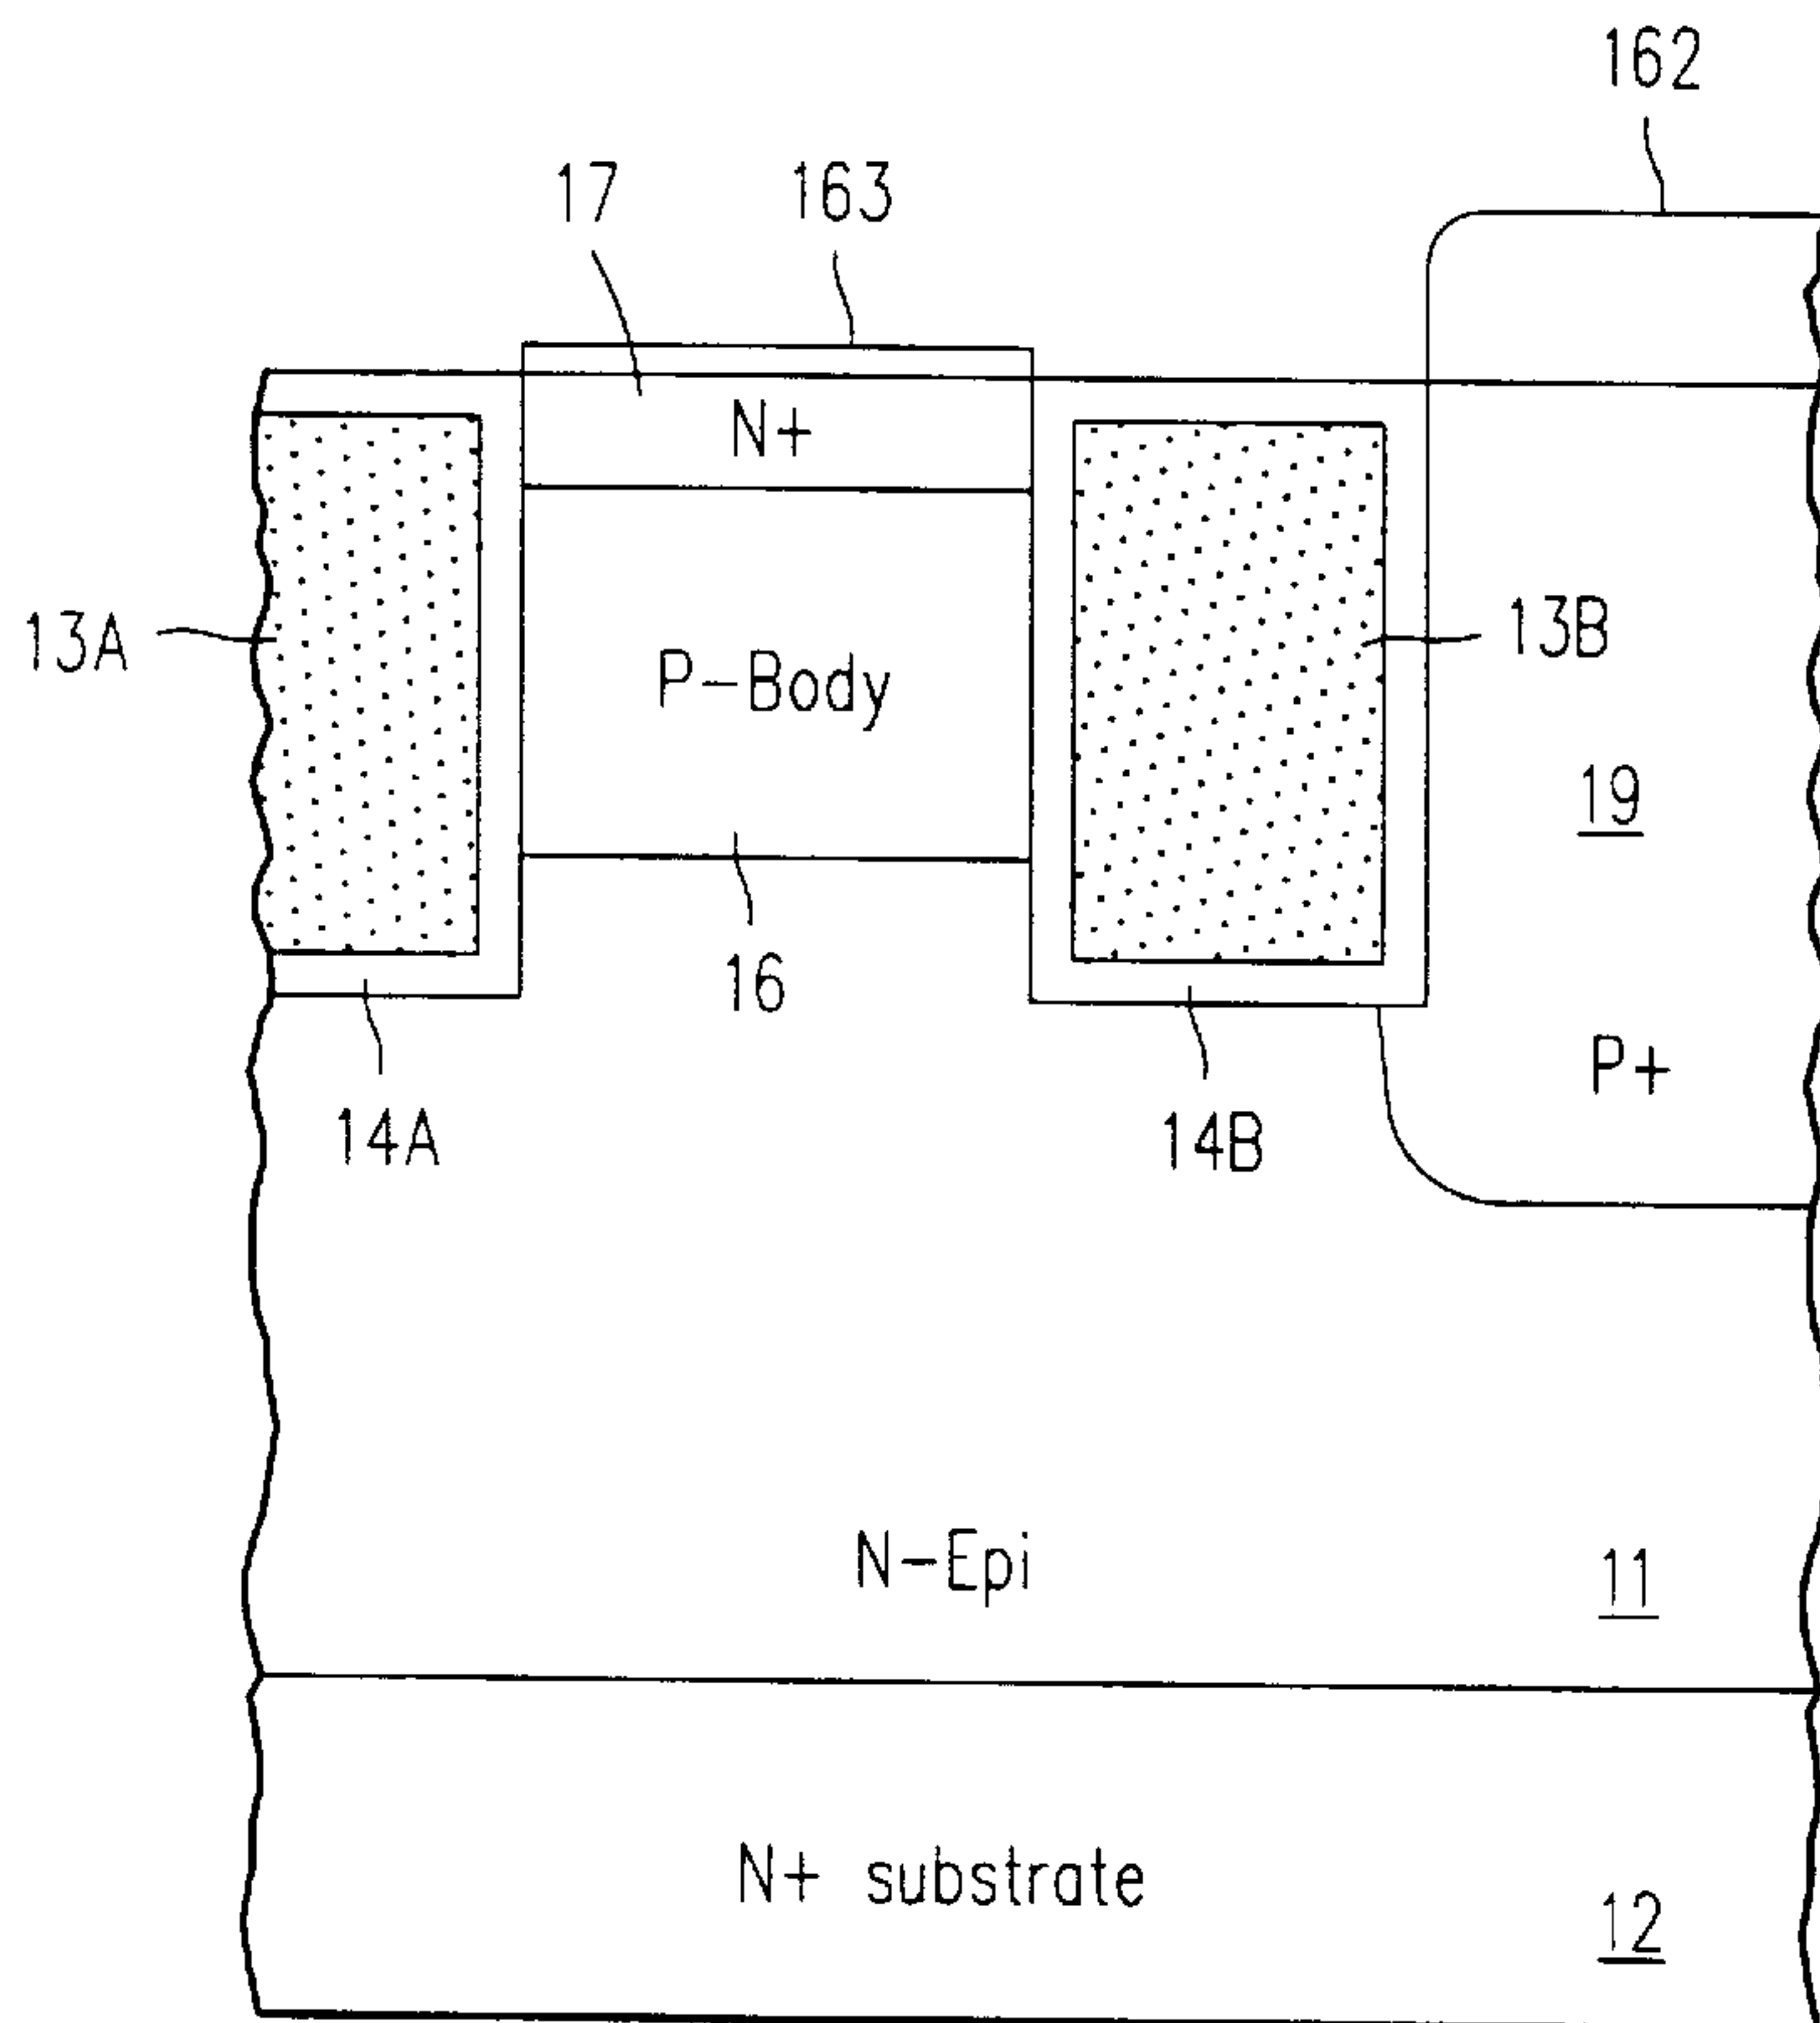 162
17
163
N+
13A
13B
P-Body
19
16
P+
14A
14B
N-Epi
11
N+ substrate
12